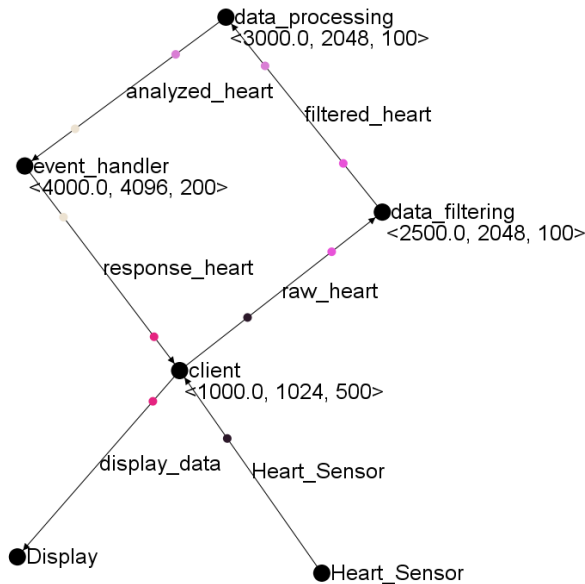 data_processing
<3000.0, 2048, 100>
analyzed_heart
filtered_heart
event_handler
<4000.0, 4096, 200>
data_filtering
<2500.0, 2048, 100>
response_heart
raw_heart
client
<1000.0, 1024, 500>
display_data
Heart_Sensor
Display
Heart_Sensor